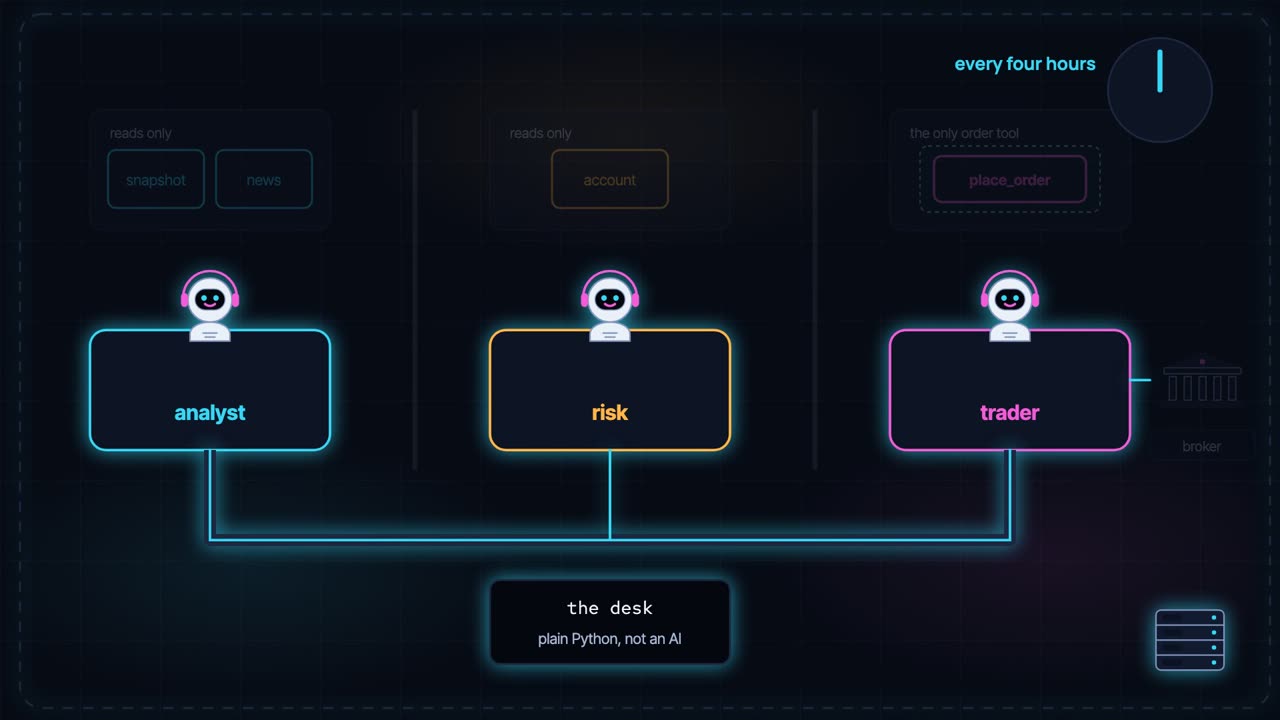 every four hours
reads only
snapshot
news
reads only
account
the only order tool
place_order
analyst
risk
trader
broker
the desk
plain Python, not an AI